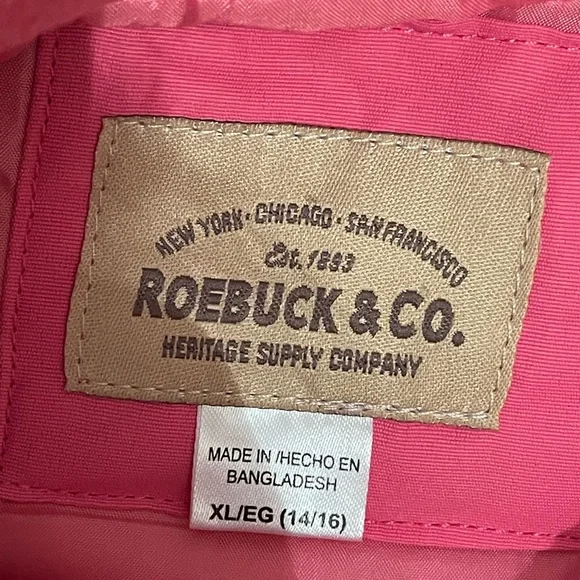 NEW YORK · CHICAGO · SAN FRANCISCO
Est. 1893
ROEBUCK & CO.
HERITAGE SUPPLY COMPANY
MADE IN /HECHO EN
BANGLADESH
XL/EG (14/16)